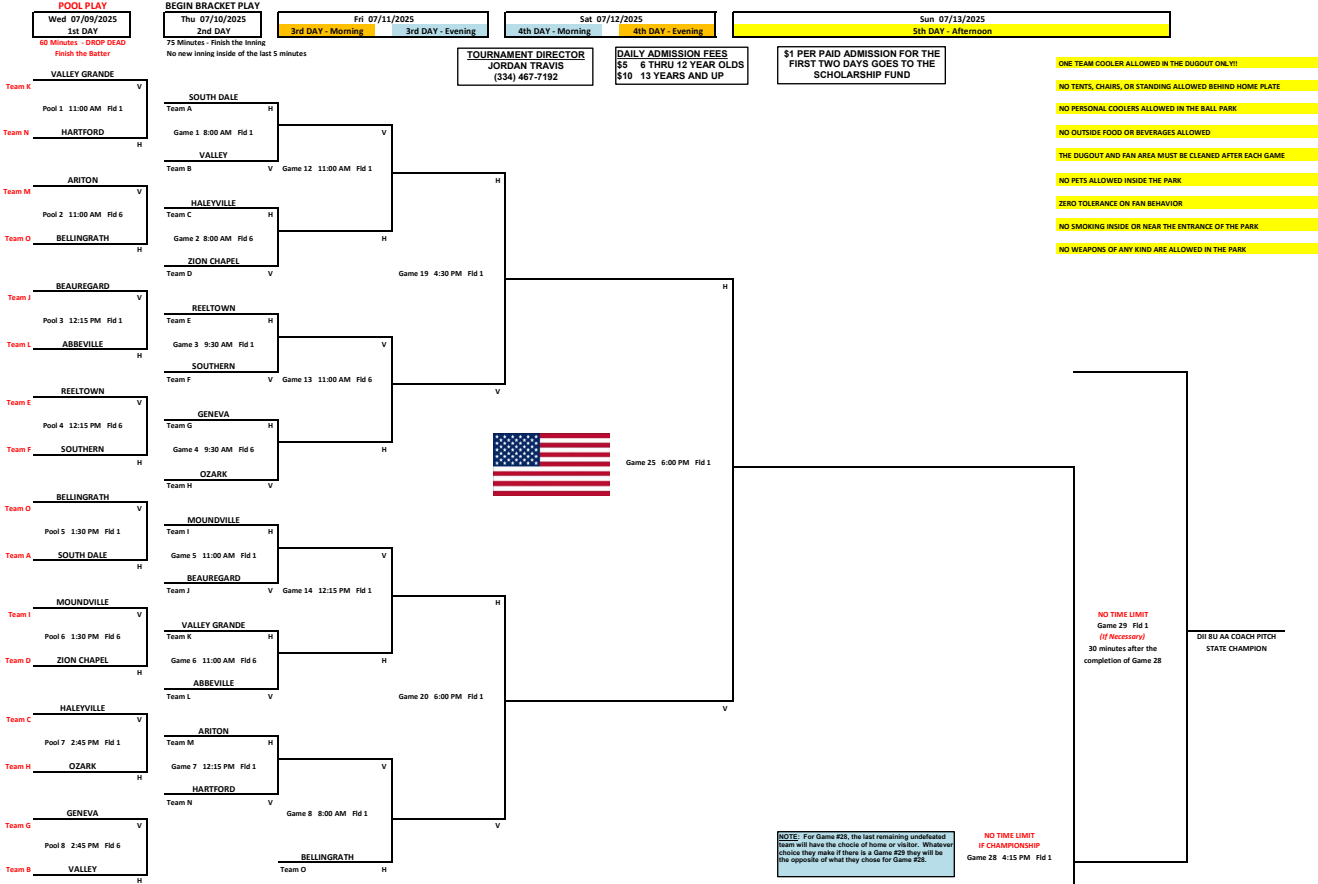 POOL PLAY
Wed 07/09/2025
1st DAY
60 Minutes - DROP DEAD
Finish the Batter
BEGIN BRACKET PLAY
Thu 07/10/2025
2nd DAY
75 Minutes - Finish the Inning
No new inning inside of the last 5 minutes
Fri 07/11/2025
3rd DAY - Morning
3rd DAY - Evening
Sat 07/12/2025
4th DAY - Morning
4th DAY - Evening
Sun 07/13/2025
5th DAY - Afternoon
TOURNAMENT DIRECTOR
JORDAN TRAVIS
(334) 467-7192
DAILY ADMISSION FEES
$5 6 THRU 12 YEAR OLDS
$10 13 YEARS AND UP
$1 PER PAID ADMISSION FOR THE
FIRST TWO DAYS GOES TO THE
SCHOLARSHIP FUND
ONE TEAM COOLER ALLOWED IN THE DUGOUT ONLY!!
NO TENTS, CHAIRS, OR STANDING ALLOWED BEHIND HOME PLATE
NO PERSONAL COOLERS ALLOWED IN THE BALL PARK
NO OUTSIDE FOOD OR BEVERAGES ALLOWED
THE DUGOUT AND FAN AREA MUST BE CLEANED AFTER EACH GAME
NO PETS ALLOWED INSIDE THE PARK
ZERO TOLERANCE ON FAN BEHAVIOR
NO SMOKING INSIDE OR NEAR THE ENTRANCE OF THE PARK
NO WEAPONS OF ANY KIND ARE ALLOWED IN THE PARK
VALLEY GRANDE
Team K V
Pool 1 11:00 AM Fld 1
Team N HARTFORD
H
ARITON
Team M V
Pool 2 11:00 AM Fld 6
Team O BELLINGRATH
H
BEAUREGARD
Team J V
Pool 3 12:15 PM Fld 1
Team L ABBEVILLE
H
REELTOWN
Team E V
Pool 4 12:15 PM Fld 6
Team F SOUTHERN
H
BELLINGRATH
Team O V
Pool 5 1:30 PM Fld 1
Team A SOUTH DALE
H
MOUNDVILLE
Team I V
Pool 6 1:30 PM Fld 6
Team D ZION CHAPEL
H
HALEYVILLE
Team C V
Pool 7 2:45 PM Fld 1
Team H OZARK
H
GENEVA
Team G V
Pool 8 2:45 PM Fld 6
Team B VALLEY
H
SOUTH DALE
Team A H
Game 1 8:00 AM Fld 1
VALLEY
Team B V
HALEYVILLE
Team C H
Game 2 8:00 AM Fld 6
ZION CHAPEL
Team D V
REELTOWN
Team E H
Game 3 9:30 AM Fld 1
SOUTHERN
Team F V
GENEVA
Team G H
Game 4 9:30 AM Fld 6
OZARK
Team H V
MOUNDVILLE
Team I H
Game 5 11:00 AM Fld 1
BEAUREGARD
Team J V
VALLEY GRANDE
Team K H
Game 6 11:00 AM Fld 6
ABBEVILLE
Team L V
ARITON
Team M H
Game 7 12:15 PM Fld 1
HARTFORD
Team N V
V
Game 12 11:00 AM Fld 1
H
V
Game 13 11:00 AM Fld 6
H
V
Game 14 12:15 PM Fld 1
H
V
Game 8 8:00 AM Fld 1
BELLINGRATH
Team O H
H
Game 19 4:30 PM Fld 1
V
H
Game 20 6:00 PM Fld 1
V
H
Game 25 6:00 PM Fld 1
V
NOTE: For Game #28, the last remaining undefeated
team will have the chocie of home or visitor. Whatever
choice they make if there is a Game #29 they will be
the opposite of what they chose for Game #28.
NO TIME LIMIT
IF CHAMPIONSHIP
Game 28 4:15 PM Fld 1
NO TIME LIMIT
Game 29 Fld 1
(If Necessary)
30 minutes after the
completion of Game 28
DII 8U AA COACH PITCH
STATE CHAMPION